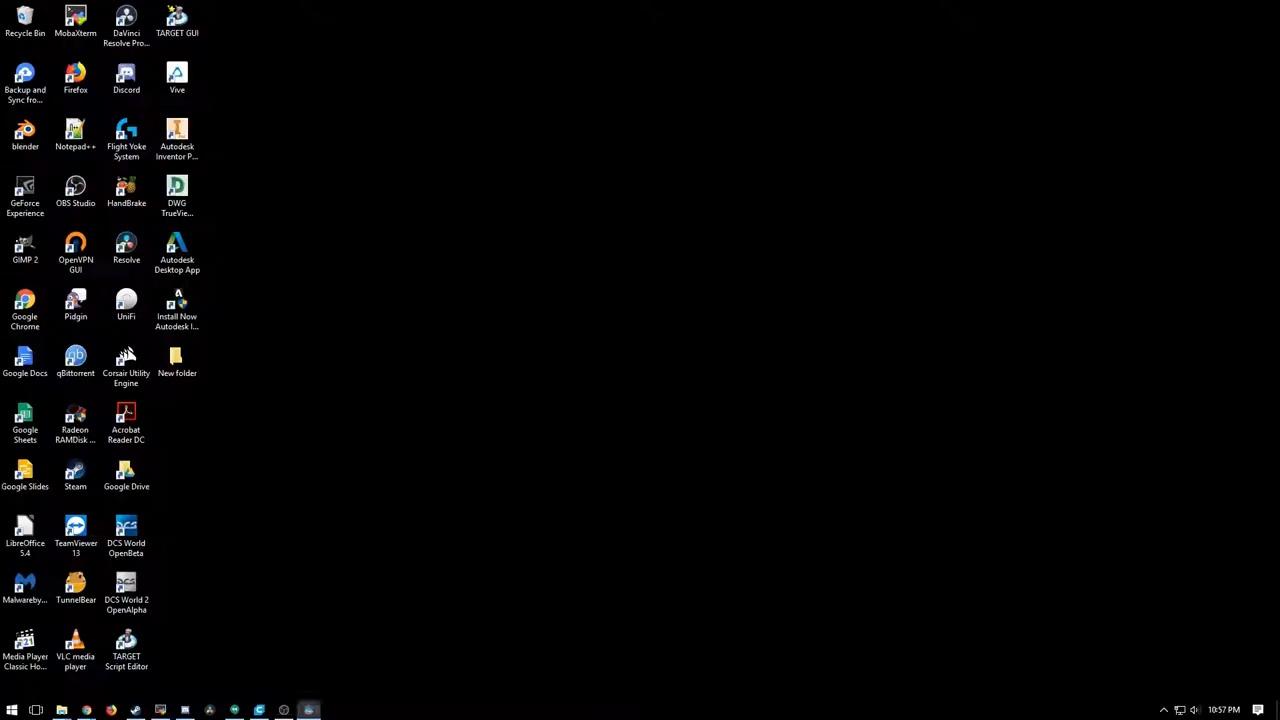 Recycle Bin
MobaXterm
DaVinci
Resolve Pro...
TARGET GUI
Backup and
Sync fro...
Firefox
Discord
Vive
blender
Notepad++
Flight Yoke
System
Autodesk
Inventor P...
GeForce
Experience
OBS Studio
HandBrake
DWG
TrueVie...
GIMP 2
OpenVPN
GUI
Resolve
Autodesk
Desktop App
Google
Chrome
Pidgin
UniFi
Install Now
Autodesk I...
Google Docs
qBittorrent
Corsair Utility
Engine
New folder
Google
Sheets
Radeon
RAMDisk ...
Acrobat
Reader DC
Google Slides
Steam
Google Drive
LibreOffice
5.4
TeamViewer
13
DCS World
OpenBeta
Malwareby...
TunnelBear
DCS World 2
OpenAlpha
Media Player
Classic Ho...
VLC media
player
TARGET
Script Editor
10:57 PM